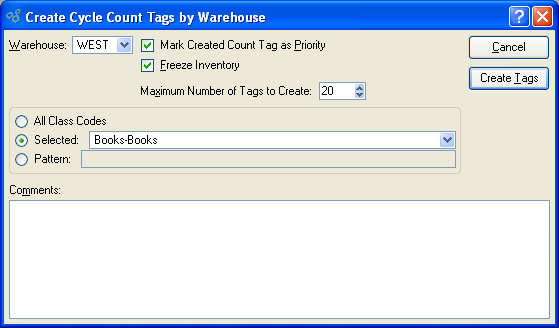 Create Cycle Count Tags by Warehouse
Warehouse: WEST Mark Created Count Tag as Priority Cancel
Freeze Inventory
Create Tags
Maximum Number of Tags to Create: 20
All Class Codes
Selected: Books-Books
Pattern:
Comments: